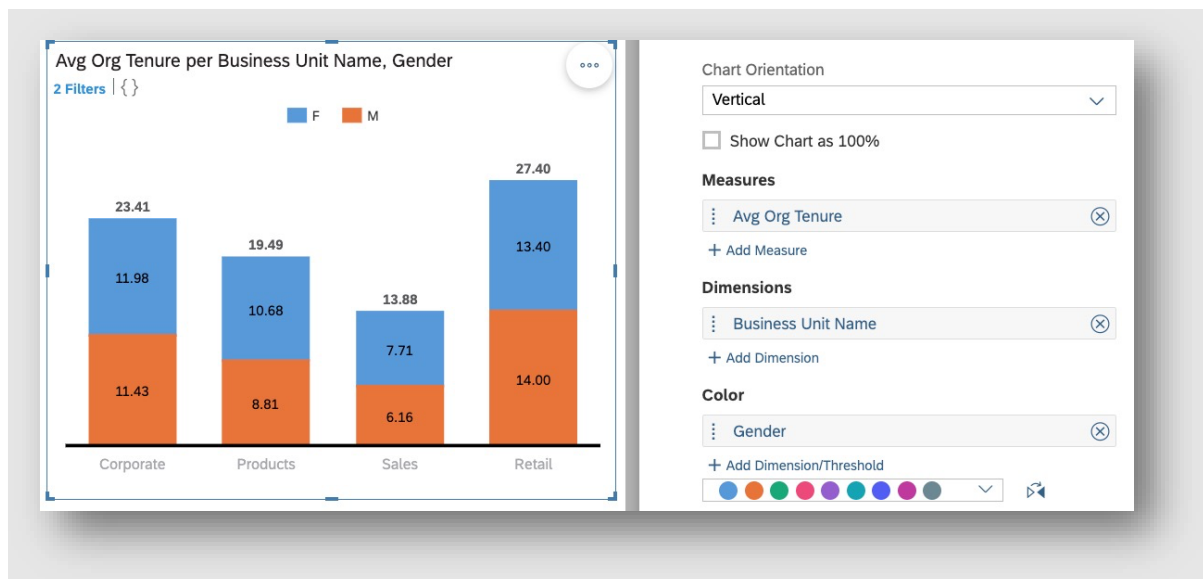 Avg Org Tenure per Business Unit Name, Gender
2 Filters | { }
F M
27.40
23.41
19.49
13.40
11.98
13.88
10.68
7.71
14.00
11.43
8.81
6.16
Corporate Products Sales Retail
Chart Orientation
Vertical
Show Chart as 100%
Measures
Avg Org Tenure
+ Add Measure
Dimensions
Business Unit Name
+ Add Dimension
Color
Gender
+ Add Dimension/Threshold